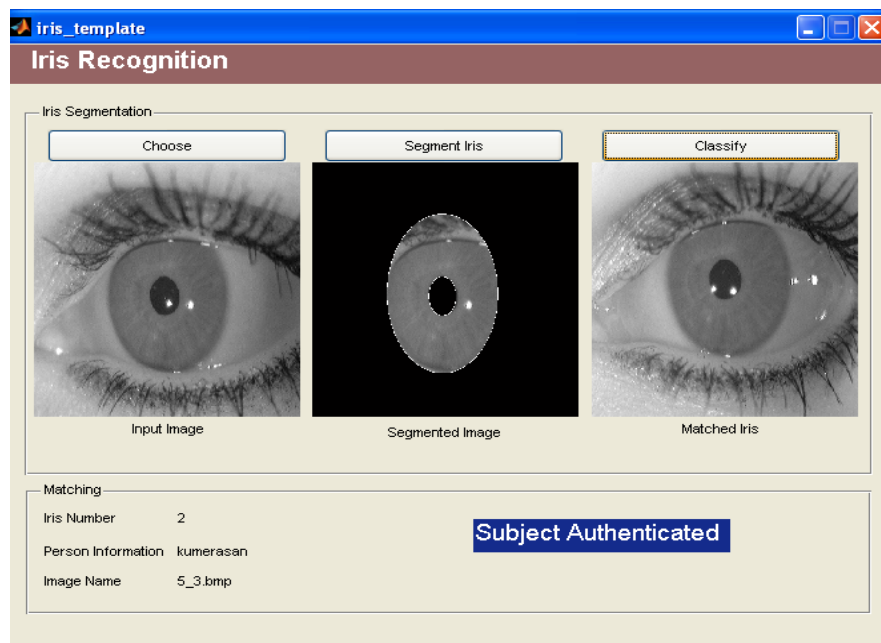 iris_template
Iris Recognition
Iris Segmentation
Choose
Segment Iris
Classify
Input Image
Segmented Image
Matched Iris
Matching
Iris Number 2
Person Information kumerasan
Image Name 5_3.bmp
Subject Authenticated